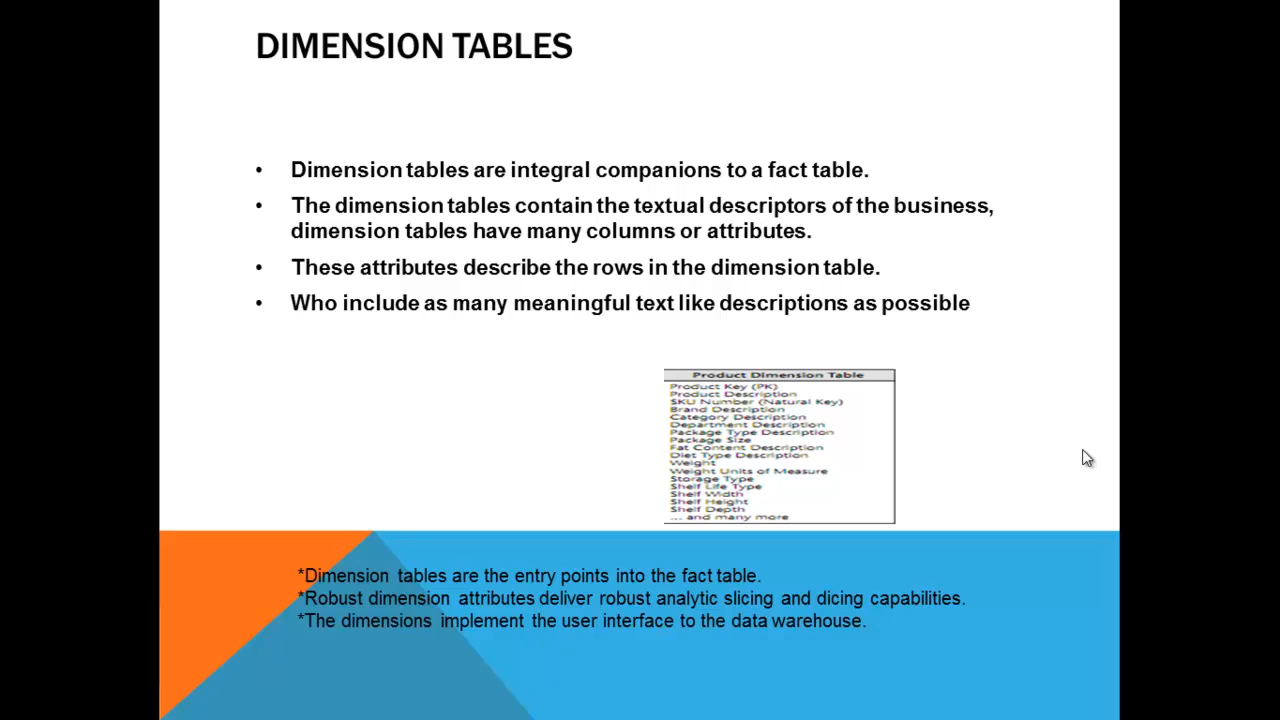 DIMENSION TABLES
• Dimension tables are integral companions to a fact table.
• The dimension tables contain the textual descriptors of the business,
dimension tables have many columns or attributes.
• These attributes describe the rows in the dimension table.
• Who include as many meaningful text like descriptions as possible
Product Dimension Table
Product Key (PK)
Product Description
SKU Number (Natural Key)
Brand Description
Category Description
Department Description
Package Type Description
Package Size
Fat Content Description
Diet Type Description
Weight
Weight Units of Measure
Storage Type
Shelf Life Type
Shelf Width
Shelf Height
Shelf Depth
... and many more
*Dimension tables are the entry points into the fact table.
*Robust dimension attributes deliver robust analytic slicing and dicing capabilities.
*The dimensions implement the user interface to the data warehouse.